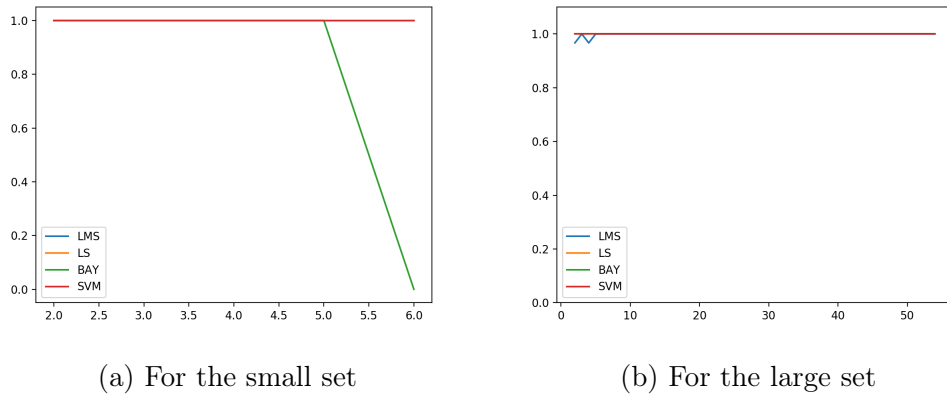 1.0
0.8
0.6
0.4
0.2
0.0
LMS
LS
BAY
SVM
2.0 2.5 3.0 3.5 4.0 4.5 5.0 5.5 6.0
(a) For the small set
1.0
0.8
0.6
0.4
0.2
0.0
LMS
LS
BAY
SVM
0 10 20 30 40 50
(b) For the large set